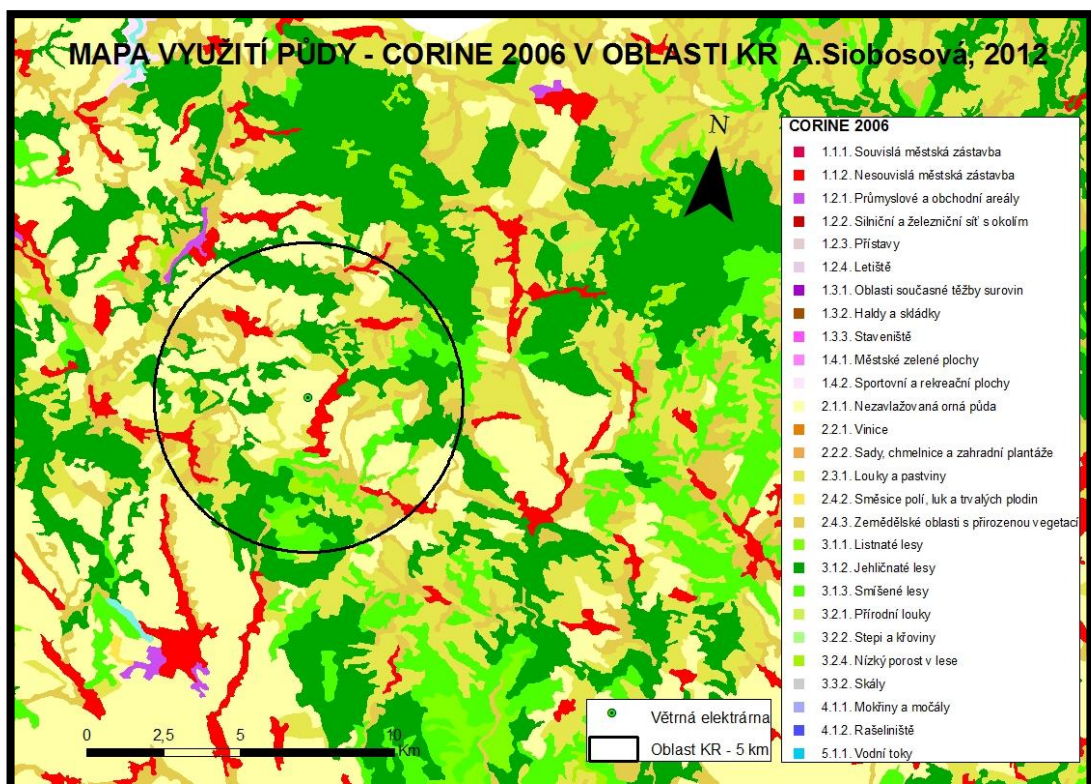 MAPA VYUŽITÍ PŮDY - CORINE 2006 V OBLASTI KR A.Siobosová, 2012
N
CORINE 2006
1.1.1. Souvislá městská zástavba
1.1.2. Nesouvislá městská zástavba
1.2.1. Průmyslové a obchodní areály
1.2.2. Silniční a železniční síť s okolím
1.2.3. Přístavy
1.2.4. Letiště
1.3.1. Oblasti současné těžby surovin
1.3.2. Haldy a skládky
1.3.3. Staveniště
1.4.1. Městské zelené plochy
1.4.2. Sportovní a rekreační plochy
2.1.1. Nezavlažovaná orná půda
2.2.1. Vinice
2.2.2. Sady, chmelnice a zahradní plantáže
2.3.1. Louky a pastviny
2.4.2. Směsice polí, luk a trvalých plodin
2.4.3. Zemědělské oblasti s přirozenou vegetací
3.1.1. Listnaté lesy
3.1.2. Jehličnaté lesy
3.1.3. Smíšené lesy
3.2.1. Přírodní louky
3.2.2. Stepi a křoviny
3.2.4. Nízký porost v lese
3.3.2. Skály
4.1.1. Mokřiny a močály
4.1.2. Rašeliniště
5.1.1. Vodní toky
Větrná elektrárna
Oblast KR - 5 km
0 2,5 5 10
Km